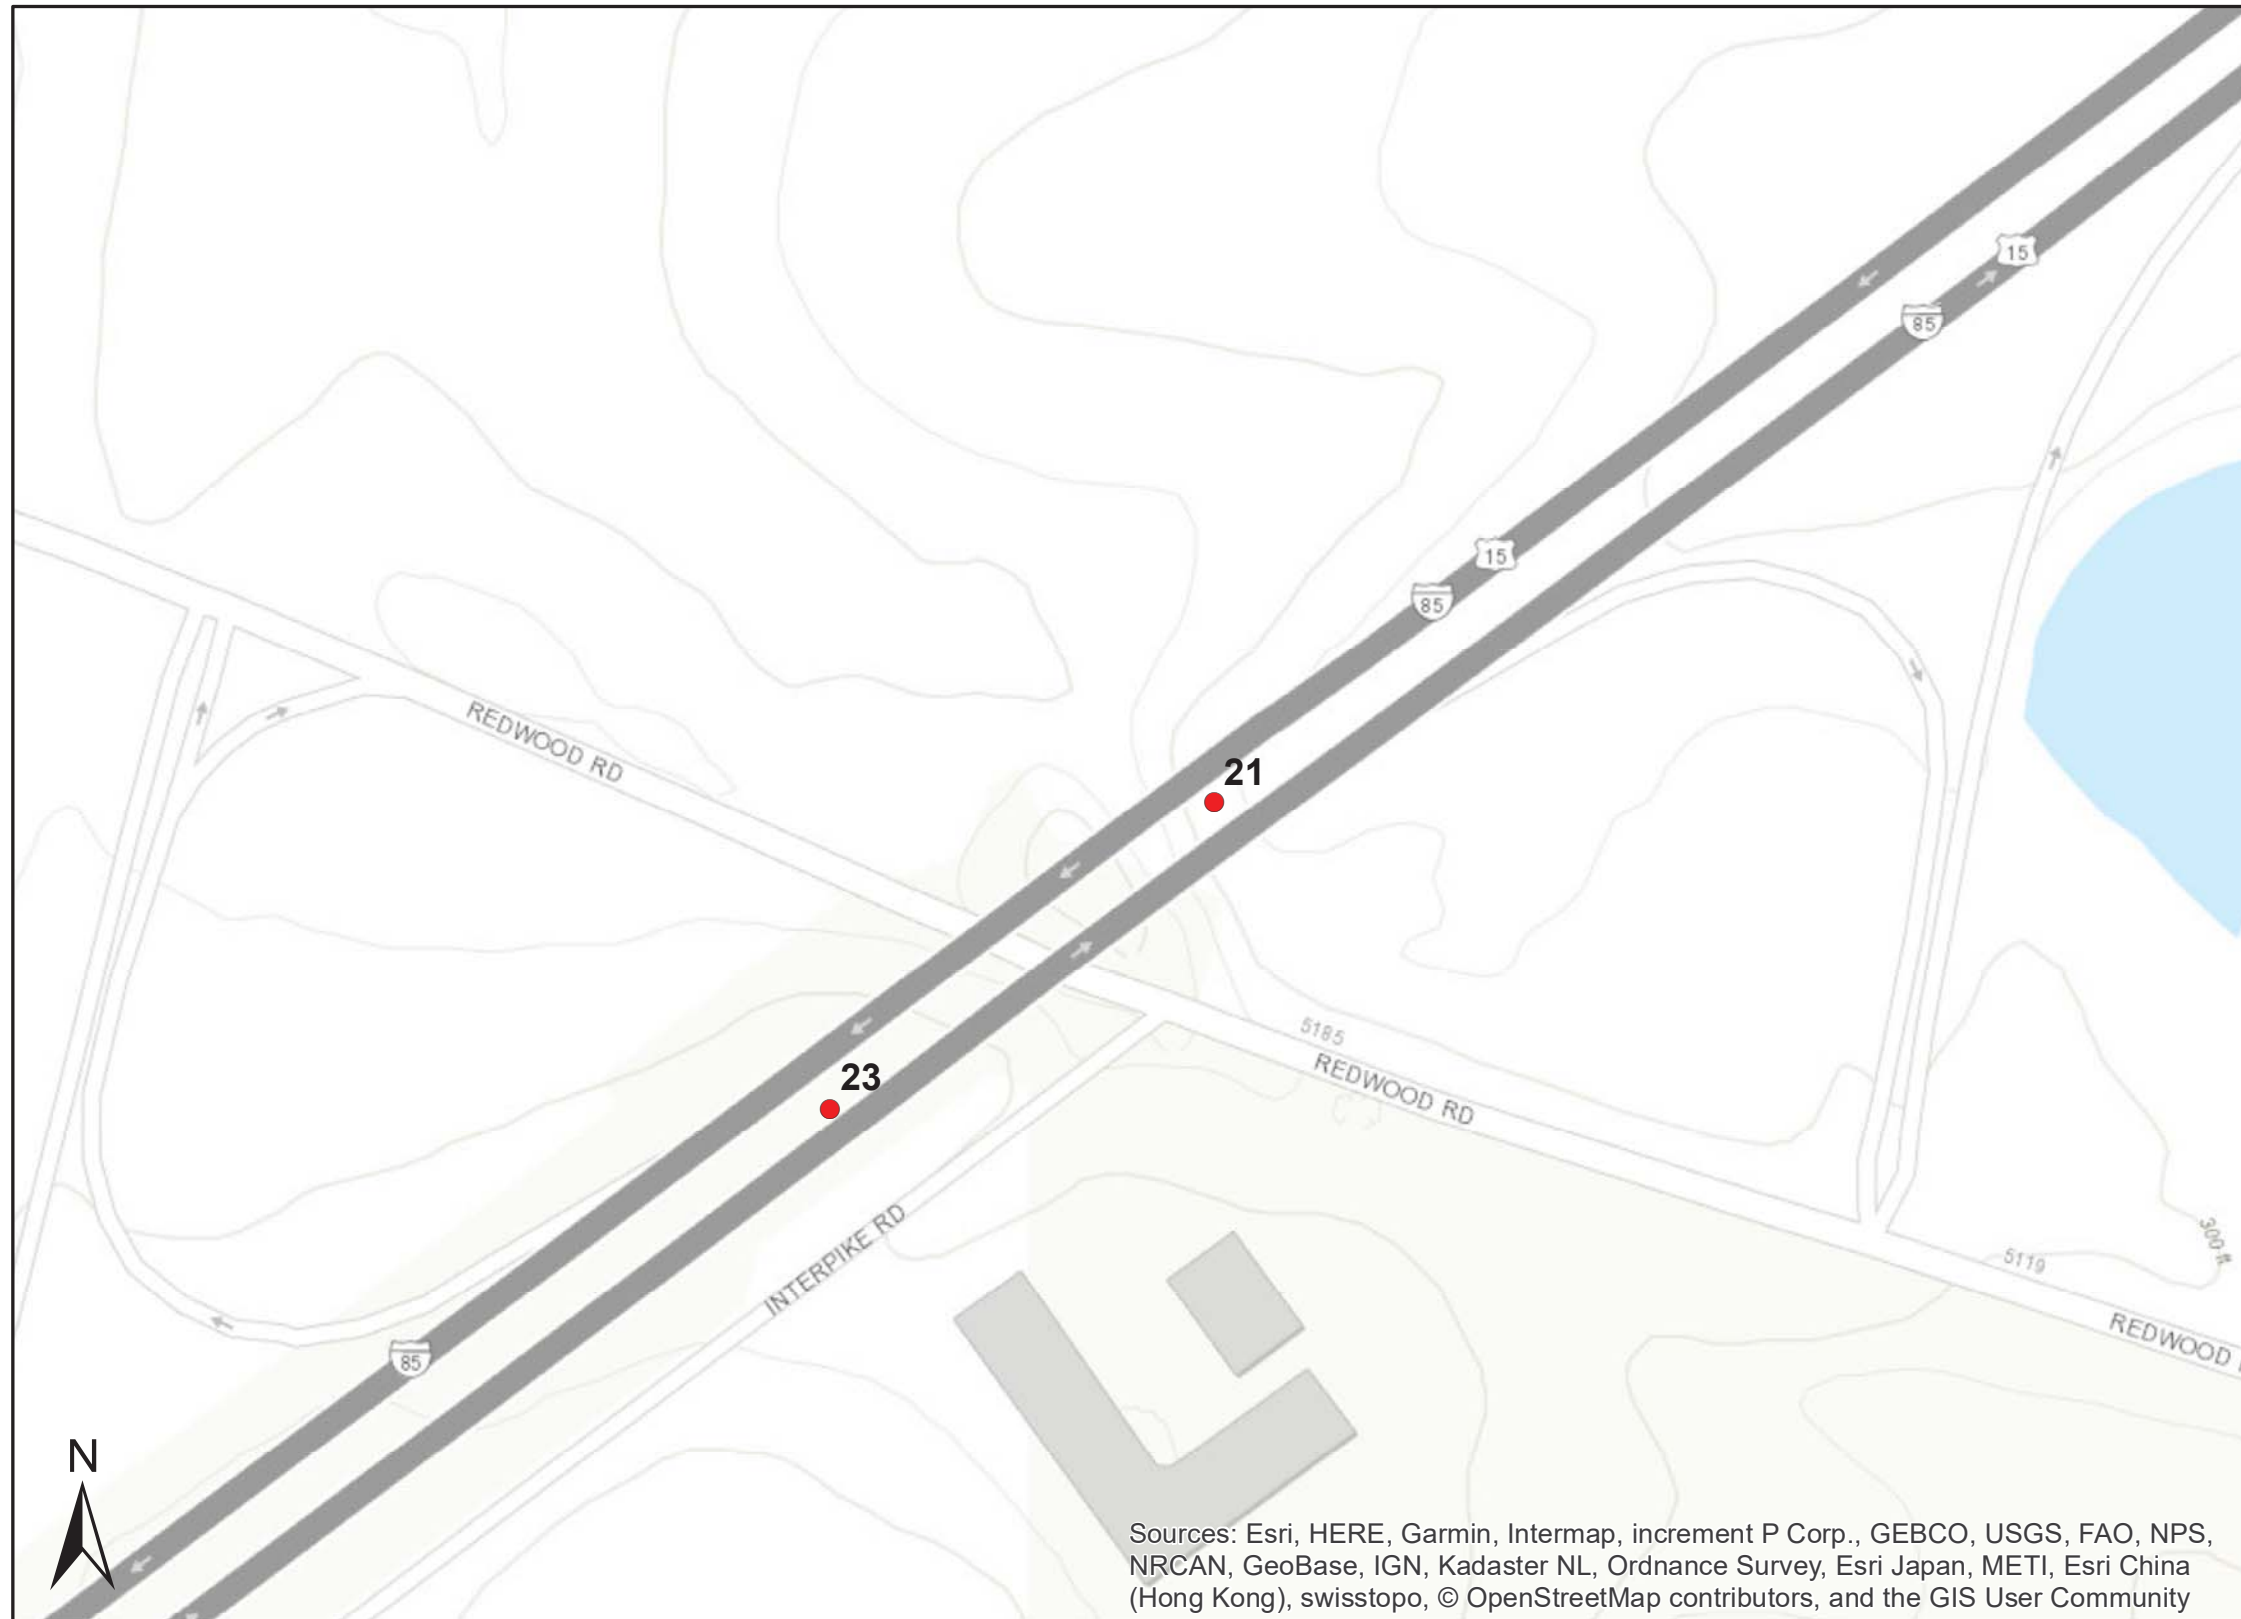 15
85
15
85
REDWOOD RD
21
5185
REDWOOD RD
23
INTERPIKE RD
300 ft
5119
REDWOOD
85
N
Sources: Esri, HERE, Garmin, Intermap, increment P Corp., GEBCO, USGS, FAO, NPS,
NRCAN, GeoBase, IGN, Kadaster NL, Ordnance Survey, Esri Japan, METI, Esri China
(Hong Kong), swisstopo, © OpenStreetMap contributors, and the GIS User Community